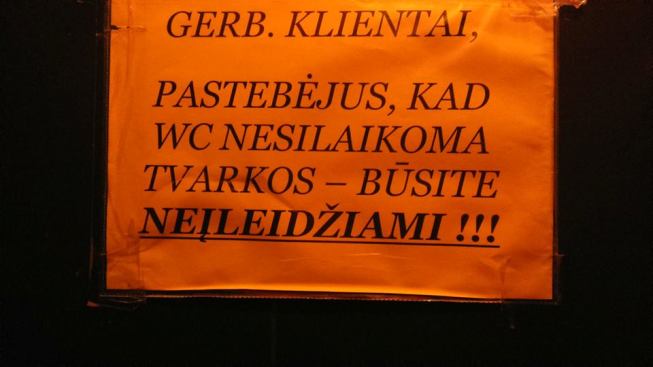 GERB. KLIENTAI,
PASTEBĖJUS, KAD
WC NESILAIKOMA
TVARKOS – BŪSITE
NEĮLEIDŽIAMI !!!